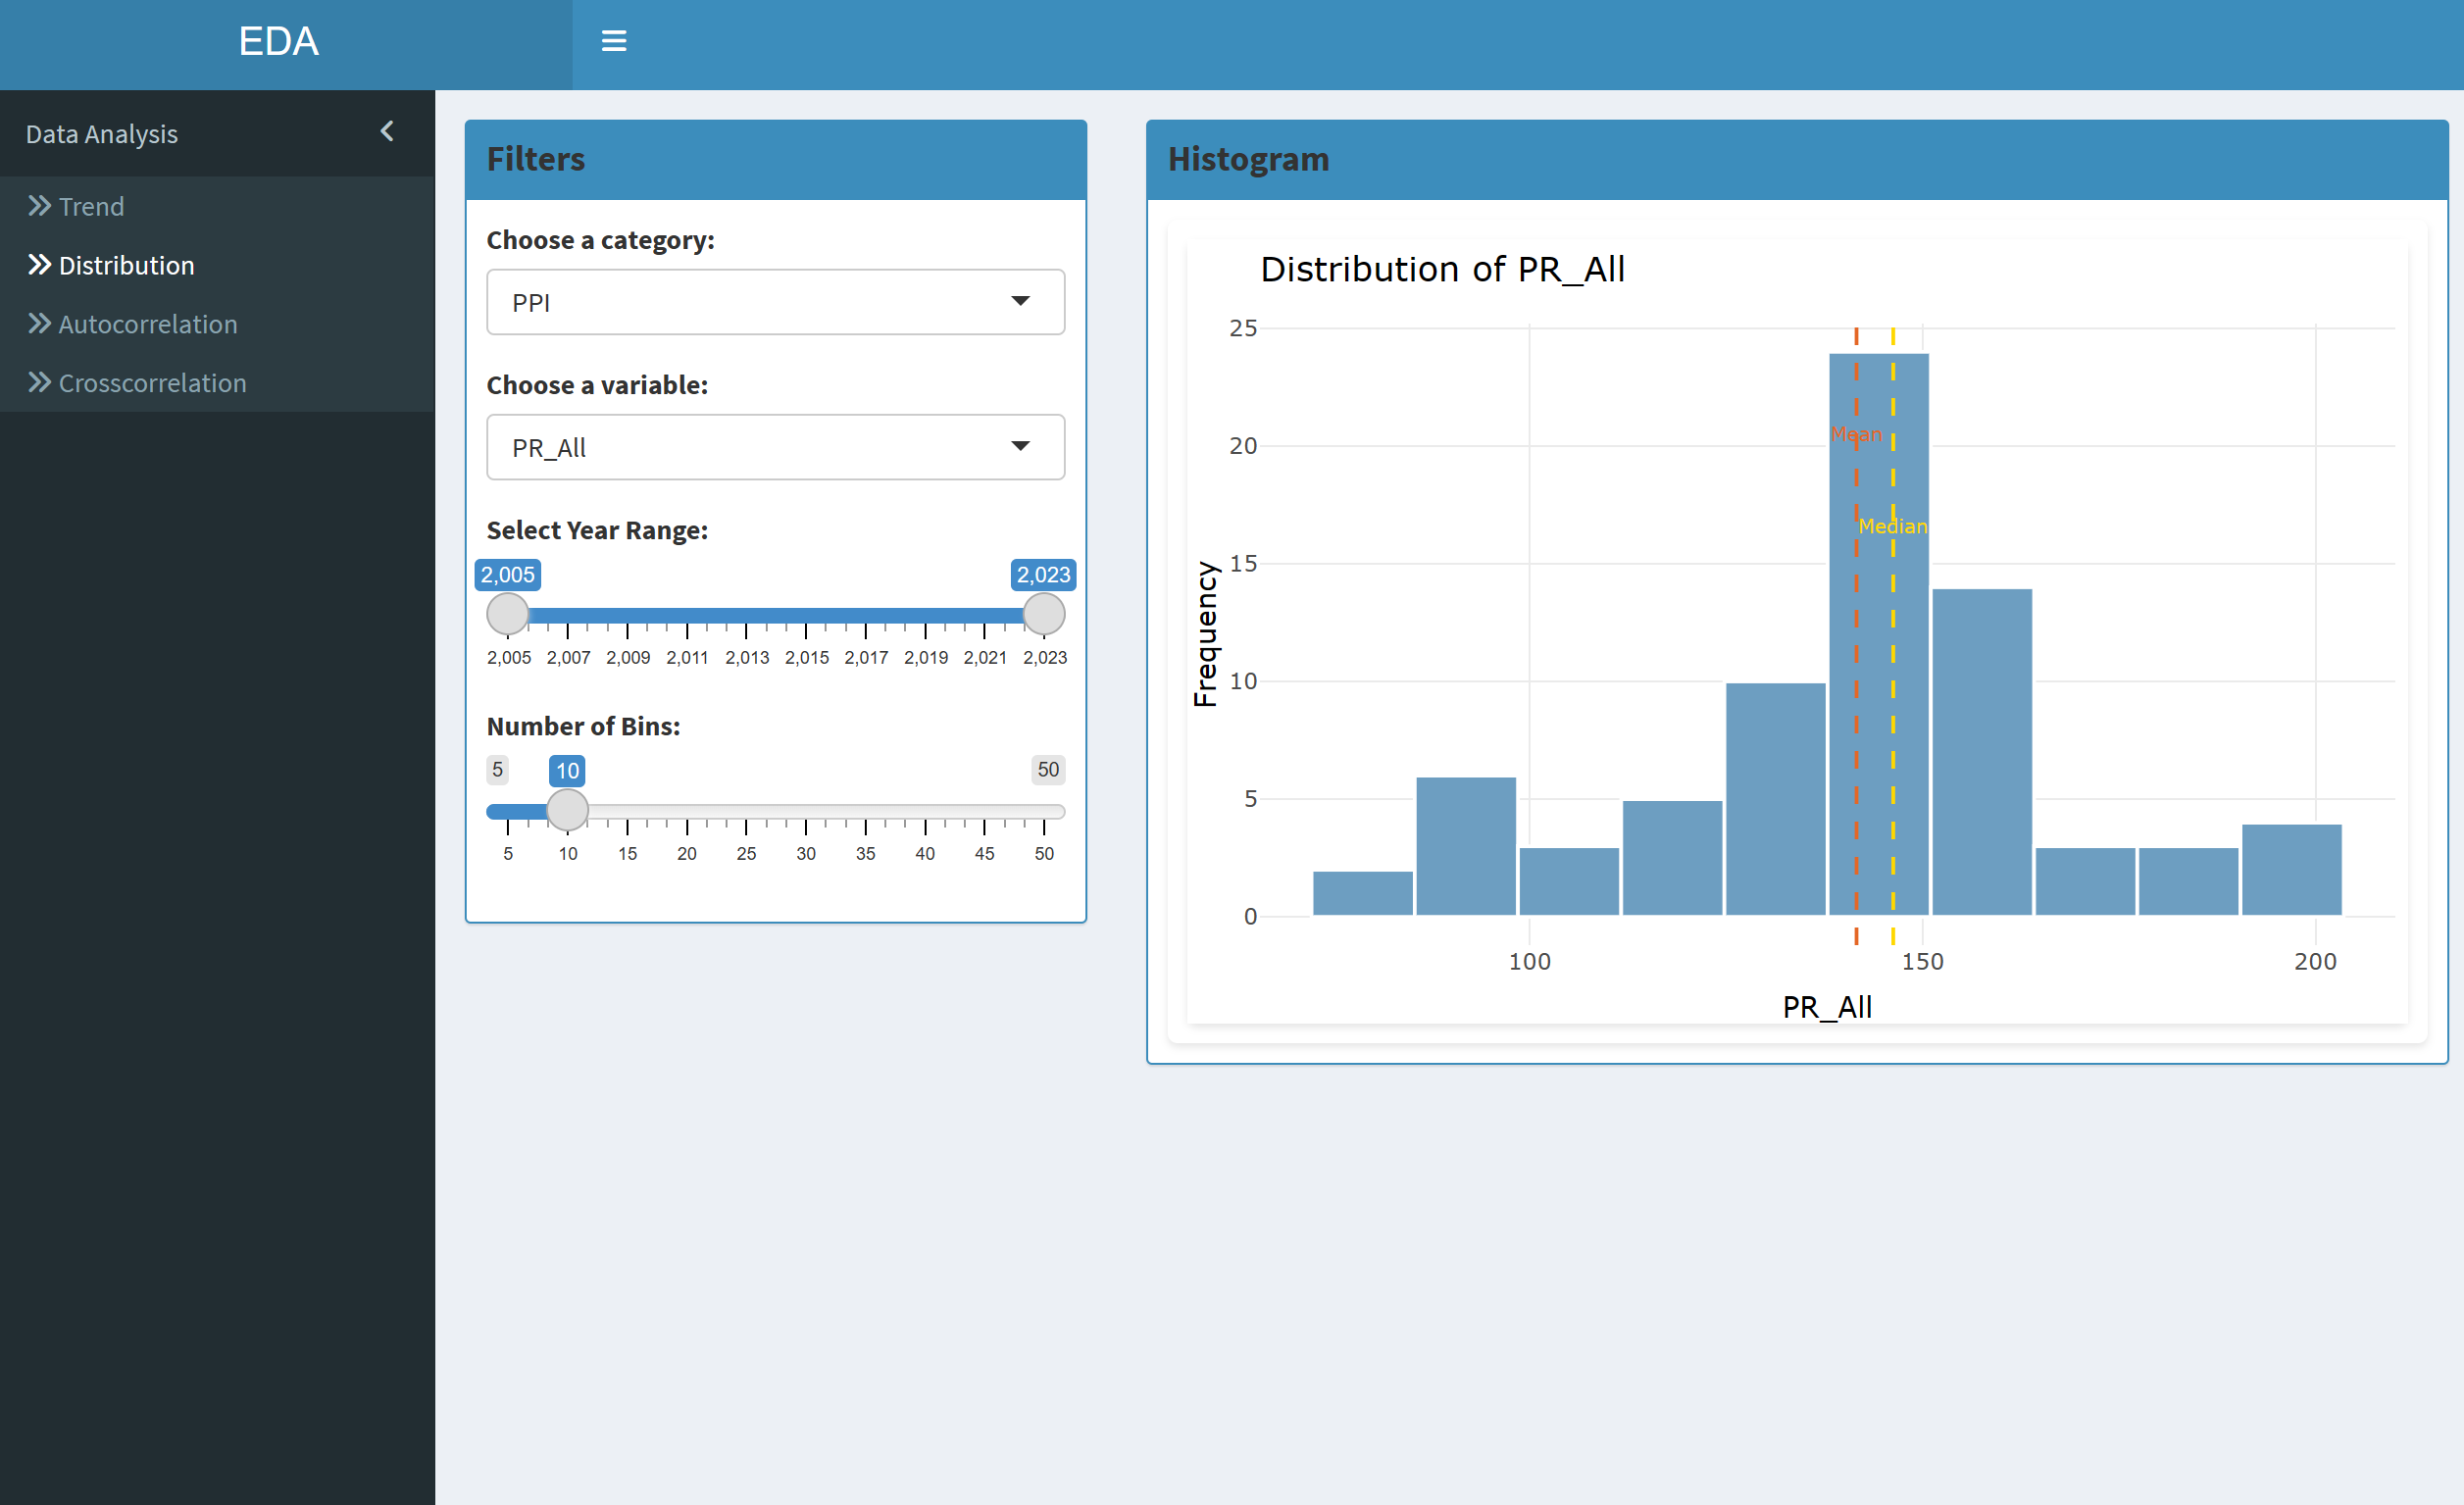 EDA
Data Analysis
Trend
Distribution
Autocorrelation
Crosscorrelation
Filters
Choose a category:
PPI
Choose a variable:
PR_All
Select Year Range:
2,005 2,023
2,005 2,007 2,009 2,011 2,013 2,015 2,017 2,019 2,021 2,023
Number of Bins:
5 10 50
5 10 15 20 25 30 35 40 45 50
Histogram
Distribution of PR_All
25
20
15
10
5
0
Frequency
Mean
Median
100 150 200
PR_All